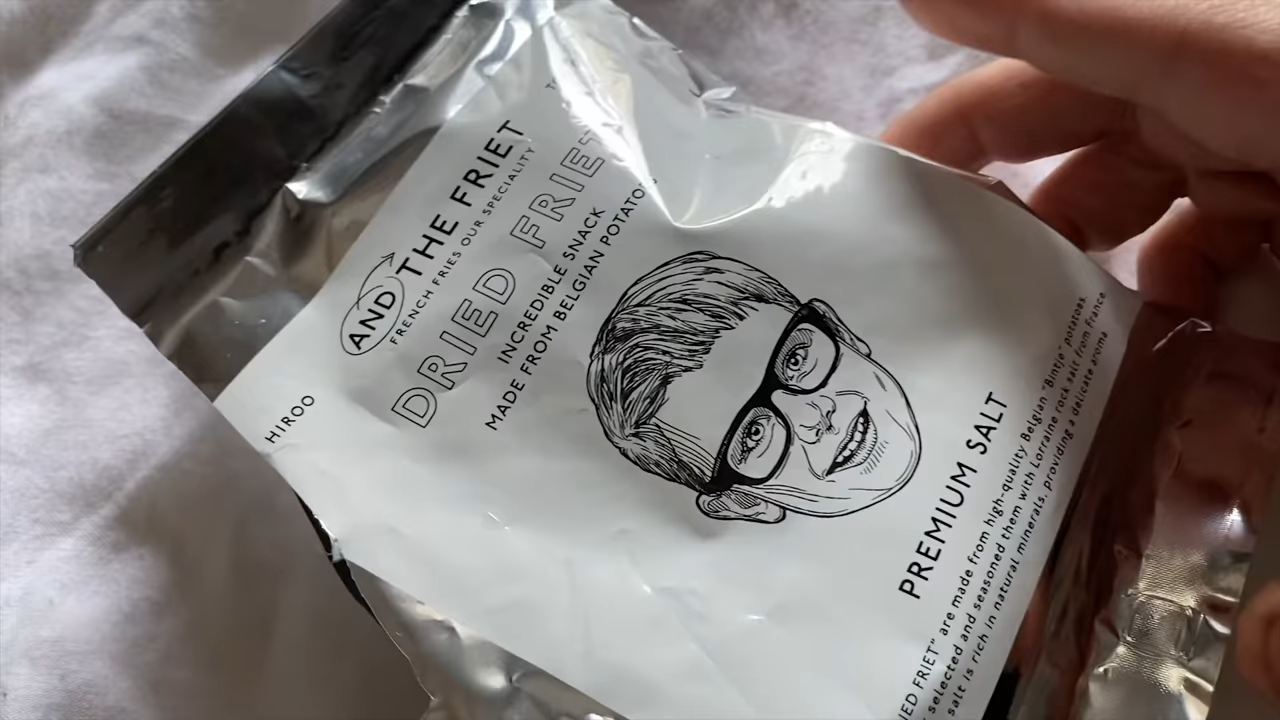 HIROO
AND THE FRIET
FRENCH FRIES OUR SPECIALITY
DRIED FRIET
INCREDIBLE SNACK
MADE FROM BELGIAN POTATO
PREMIUM SALT
FRIET" are made from high-quality Belgian "Bintje" potatoes.
selected and seasoned them with Lorraine rock salt from France.
salt is rich in natural minerals, providing a delicate aroma